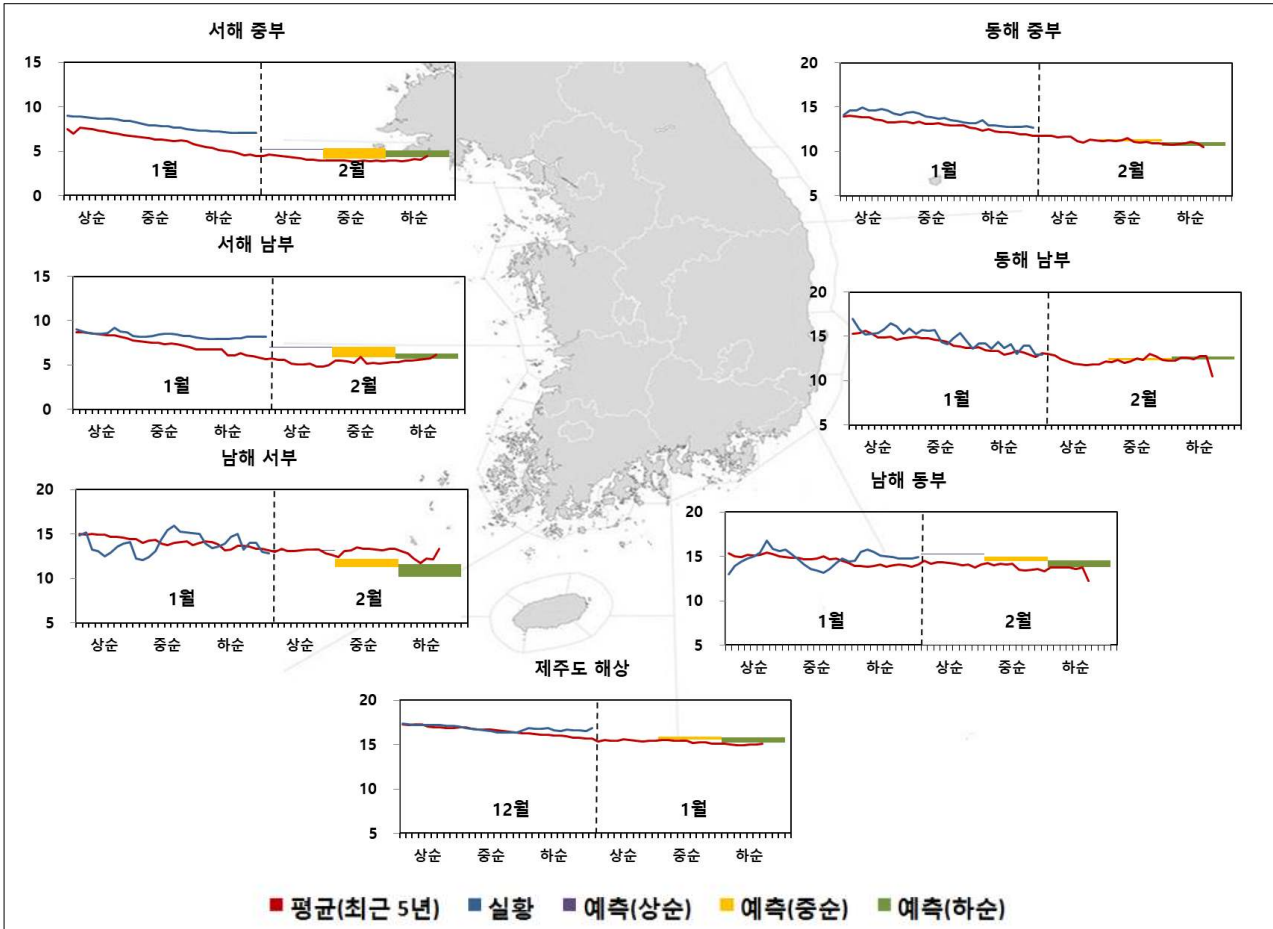 서해 중부
15
10
5
0
1월
2월
상순 중순 하순 상순 중순 하순
동해 중부
20
15
10
5
1월
2월
상순 중순 하순 상순 중순 하순
서해 남부
15
10
5
0
1월
2월
상순 중순 하순 상순 중순 하순
동해 남부
20
15
10
5
1월
2월
상순 중순 하순 상순 중순 하순
남해 서부
20
15
10
5
1월
2월
상순 중순 하순 상순 중순 하순
남해 동부
20
15
10
5
1월
2월
상순 중순 하순 상순 중순 하순
제주도 해상
20
15
10
5
12월
1월
상순 중순 하순 상순 중순 하순
평균(최근 5년) 실황 예측(상순) 예측(중순) 예측(하순)